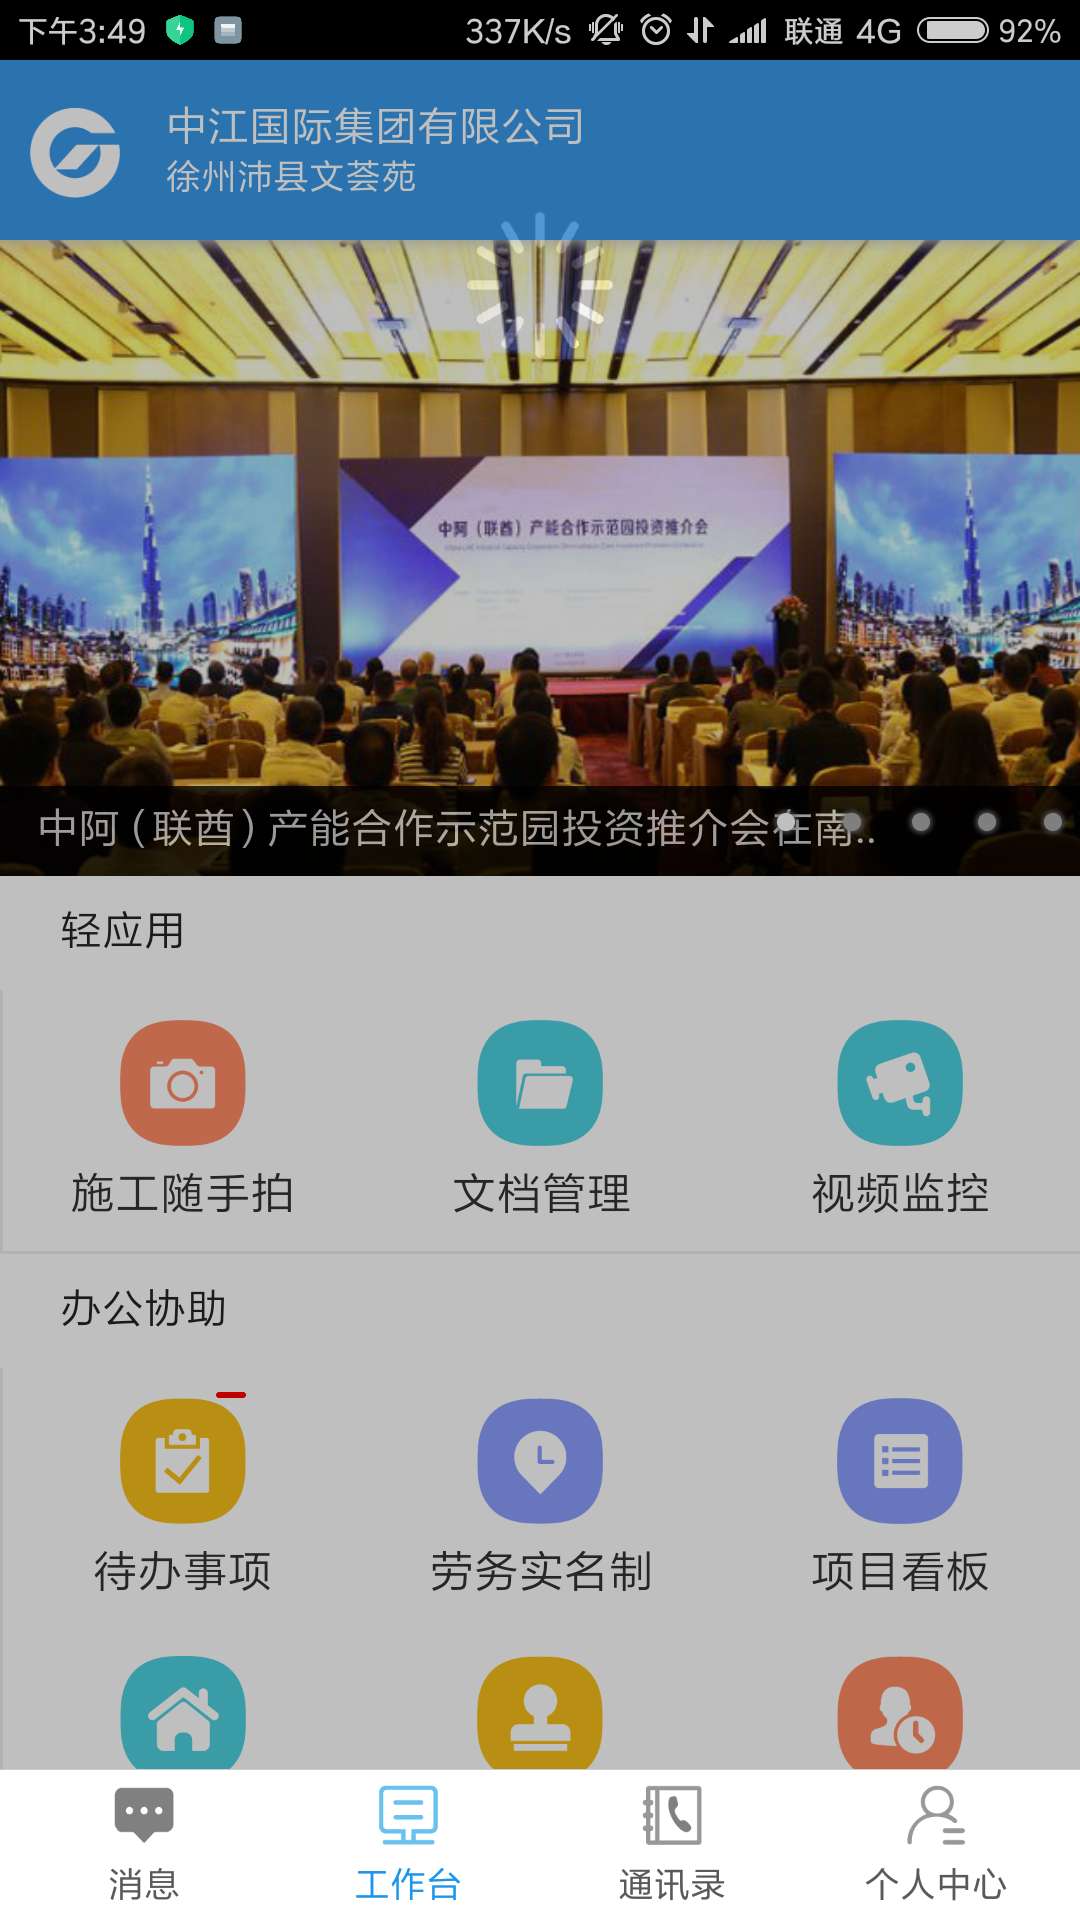 下午3:49 337K/s 联通 4G 92%
中江国际集团有限公司
徐州沛县文荟苑
中阿（联酋）产能合作示范园投资推介会
中阿（联酋）产能合作示范园投资推介会在南..
轻应用
施工随手拍 文档管理 视频监控
办公协助
待办事项 劳务实名制 项目看板
消息 工作台 通讯录 个人中心